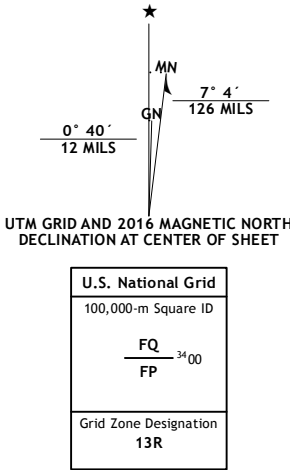 ★
MN
7° 4´
126 MILS
GN
0° 40´
12 MILS
UTM GRID AND 2016 MAGNETIC NORTH
DECLINATION AT CENTER OF SHEET
U.S. National Grid
100,000-m Square ID
FQ
3400
FP
Grid Zone Designation
13R